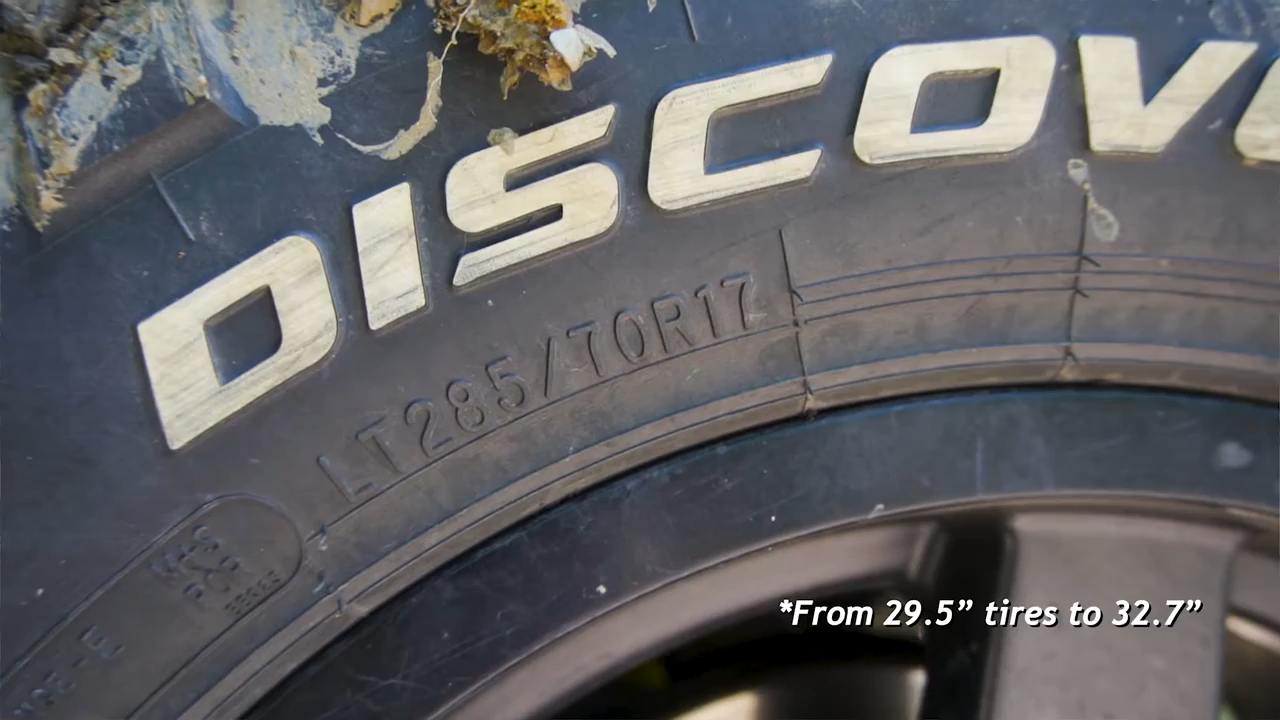 DISCOV
LT285/70R17
M+S
*From 29.5” tires to 32.7”